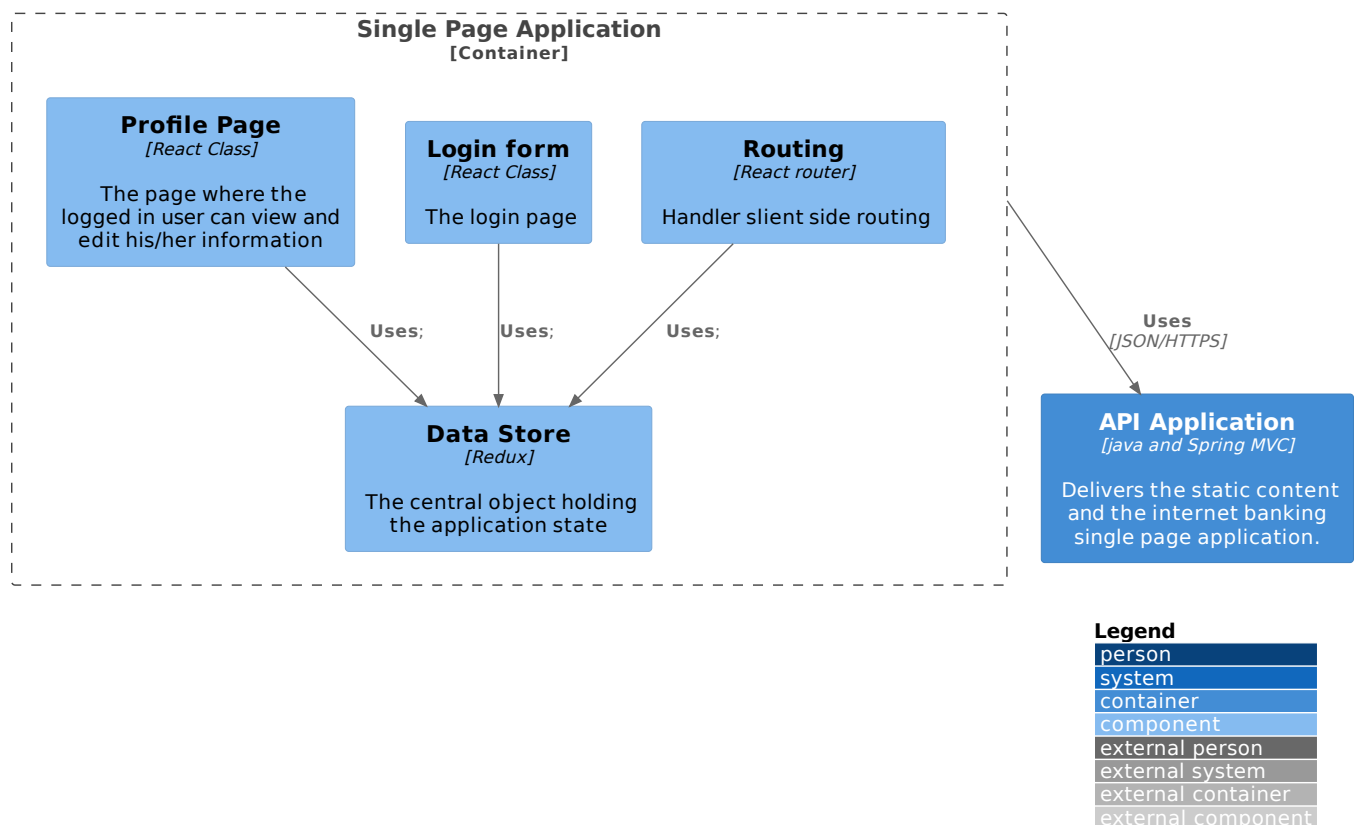 Single Page Application
[Container]
Profile Page
[React Class]
The page where the
logged in user can view and
edit his/her information
Login form
[React Class]
The login page
Routing
[React router]
Handler slient side routing
Uses;
Uses;
Uses;
Uses
[JSON/HTTPS]
Data Store
[Redux]
The central object holding
the application state
API Application
[java and Spring MVC]
Delivers the static content
and the internet banking
single page application.
Legend
person
system
container
component
external person
external system
external container
external component